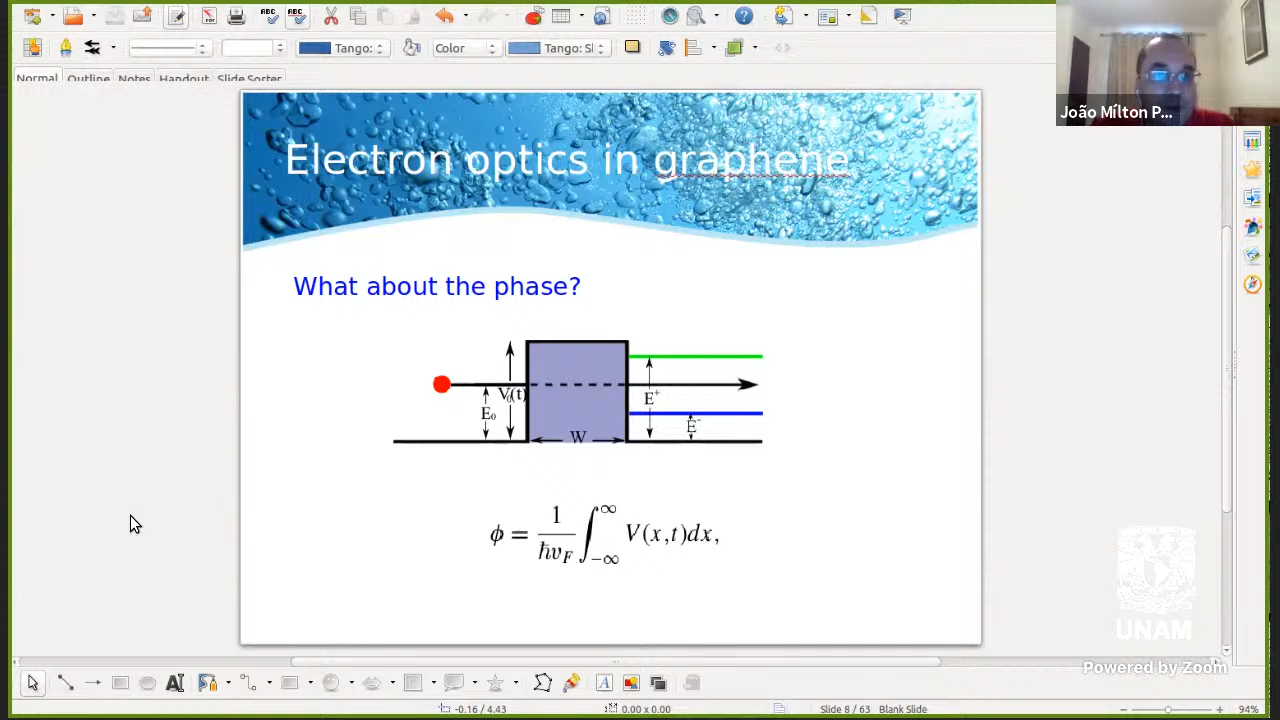 Tango:
Color
Tango: Sl
Normal
Outline
Notes
Handout
Slide Sorter
João Mílton P...
Electron optics in graphene
What about the phase?
V₀(t)
E₀
W
E⁺
E⁻
ϕ = 1/ħv_F ∫_{−∞}^{∞} V(x,t)dx,
UNAM
Powered by Zoom
-0.16 / 4.43
0.00 x 0.00
Slide 8 / 63
Blank Slide
94%